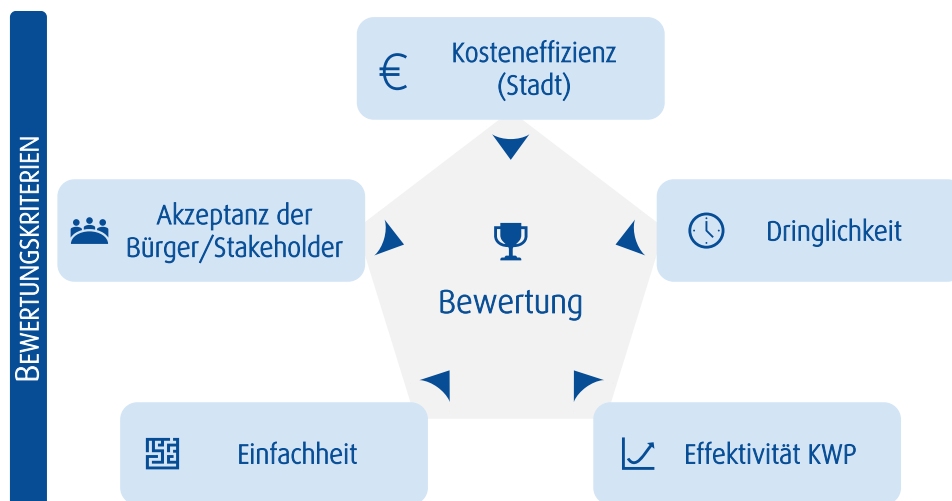 BEWERTUNGSKRITERIEN
€
Kosteneffizienz
(Stadt)
Akzeptanz der
Bürger/Stakeholder
Dringlichkeit
Bewertung
Einfachheit
Effektivität KWP